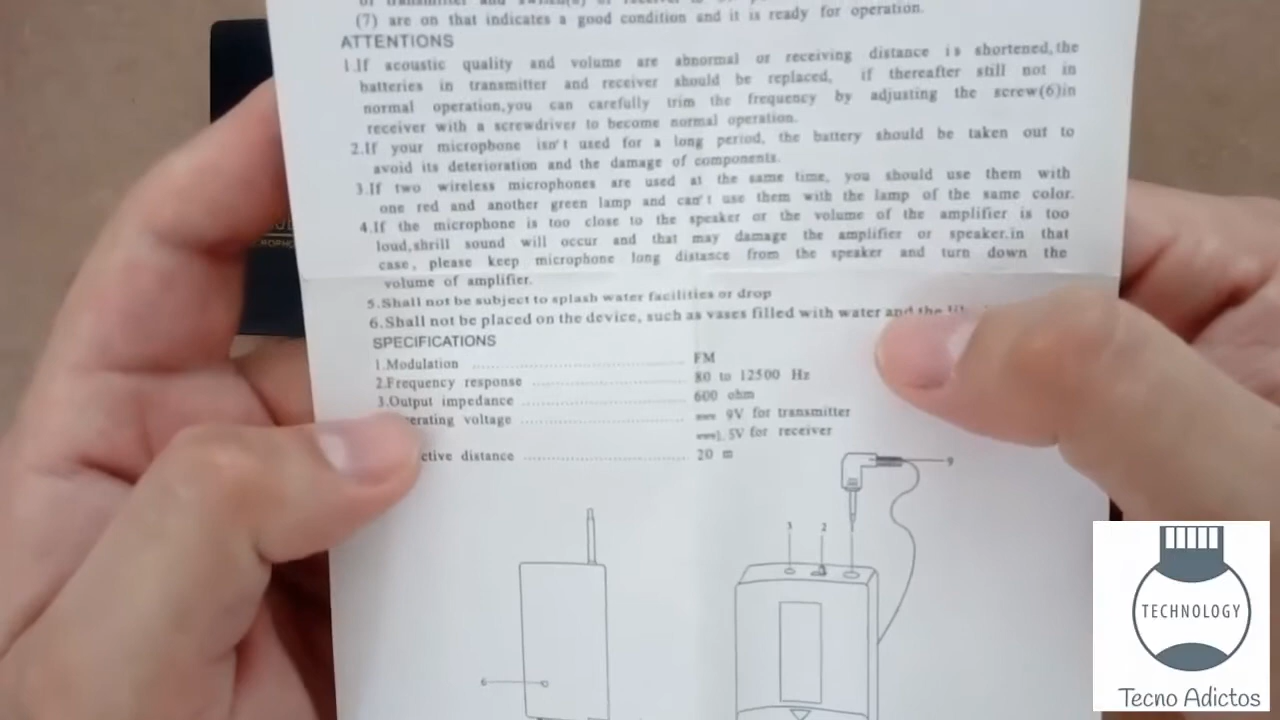 (7) are on that indicates a good condition and it is ready for operation.
ATTENTIONS
1.If acoustic quality and volume are abnormal or receiving distance is shortened,the
batteries in transmitter and receiver should be replaced, if thereafter still not in
normal operation,you can carefully trim the frequency by adjusting the screw(6)in
receiver with a screwdriver to become normal operation.
2.If your microphone isn't used for a long period, the battery should be taken out to
avoid its deterioration and the damage of components.
3.If two wireless microphones are used at the same time, you should use them with
one red and another green lamp and can't use them with the lamp of the same color.
4.If the microphone is too close to the speaker or the volume of the amplifier is too
loud,shrill sound will occur and that may damage the amplifier or speaker.in that
case, please keep microphone long distance from the speaker and turn down the
volume of amplifier.
5.Shall not be subject to splash water facilities or drop
6.Shall not be placed on the device, such as vases filled with water and the
SPECIFICATIONS
1.Modulation ........ FM
2.Frequency response ........ 80 to 12500 Hz
3.Output impedance ........ 600 ohm
erating voltage ........ 9V for transmitter
1.5V for receiver
ctive distance ........ 20 m
9
3 2
6
TECHNOLOGY
Tecno Adictos